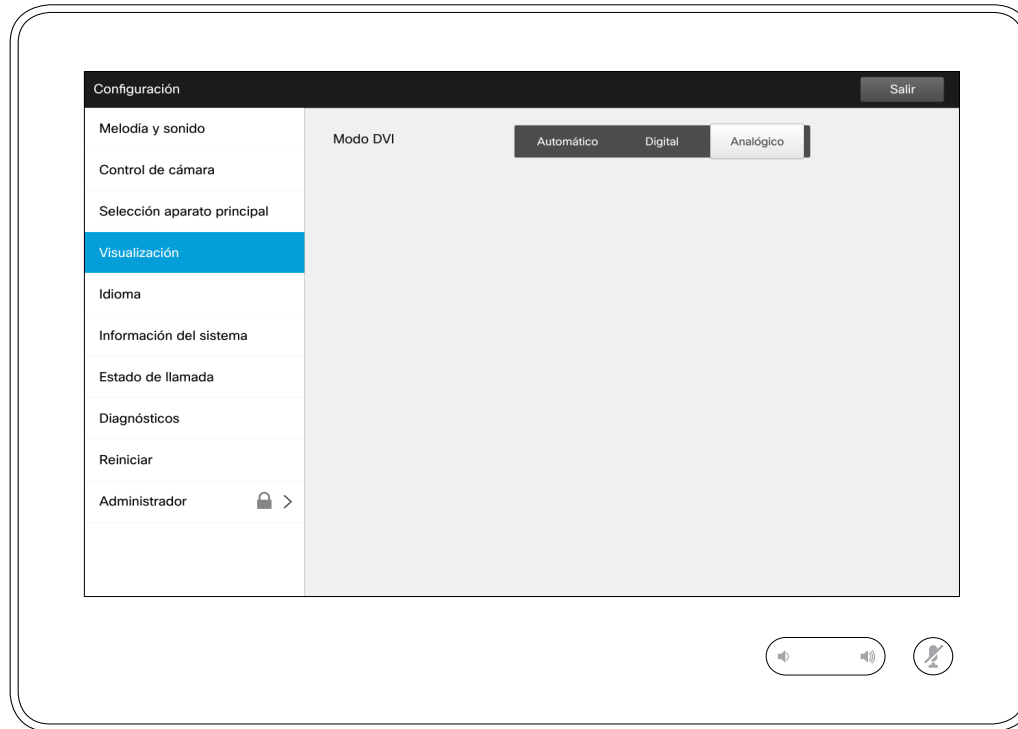 Configuración
Salir
Melodía y sonido
Control de cámara
Selección aparato principal
Visualización
Idioma
Información del sistema
Estado de llamada
Diagnósticos
Reiniciar
Administrador
Modo DVI
Automático
Digital
Analógico